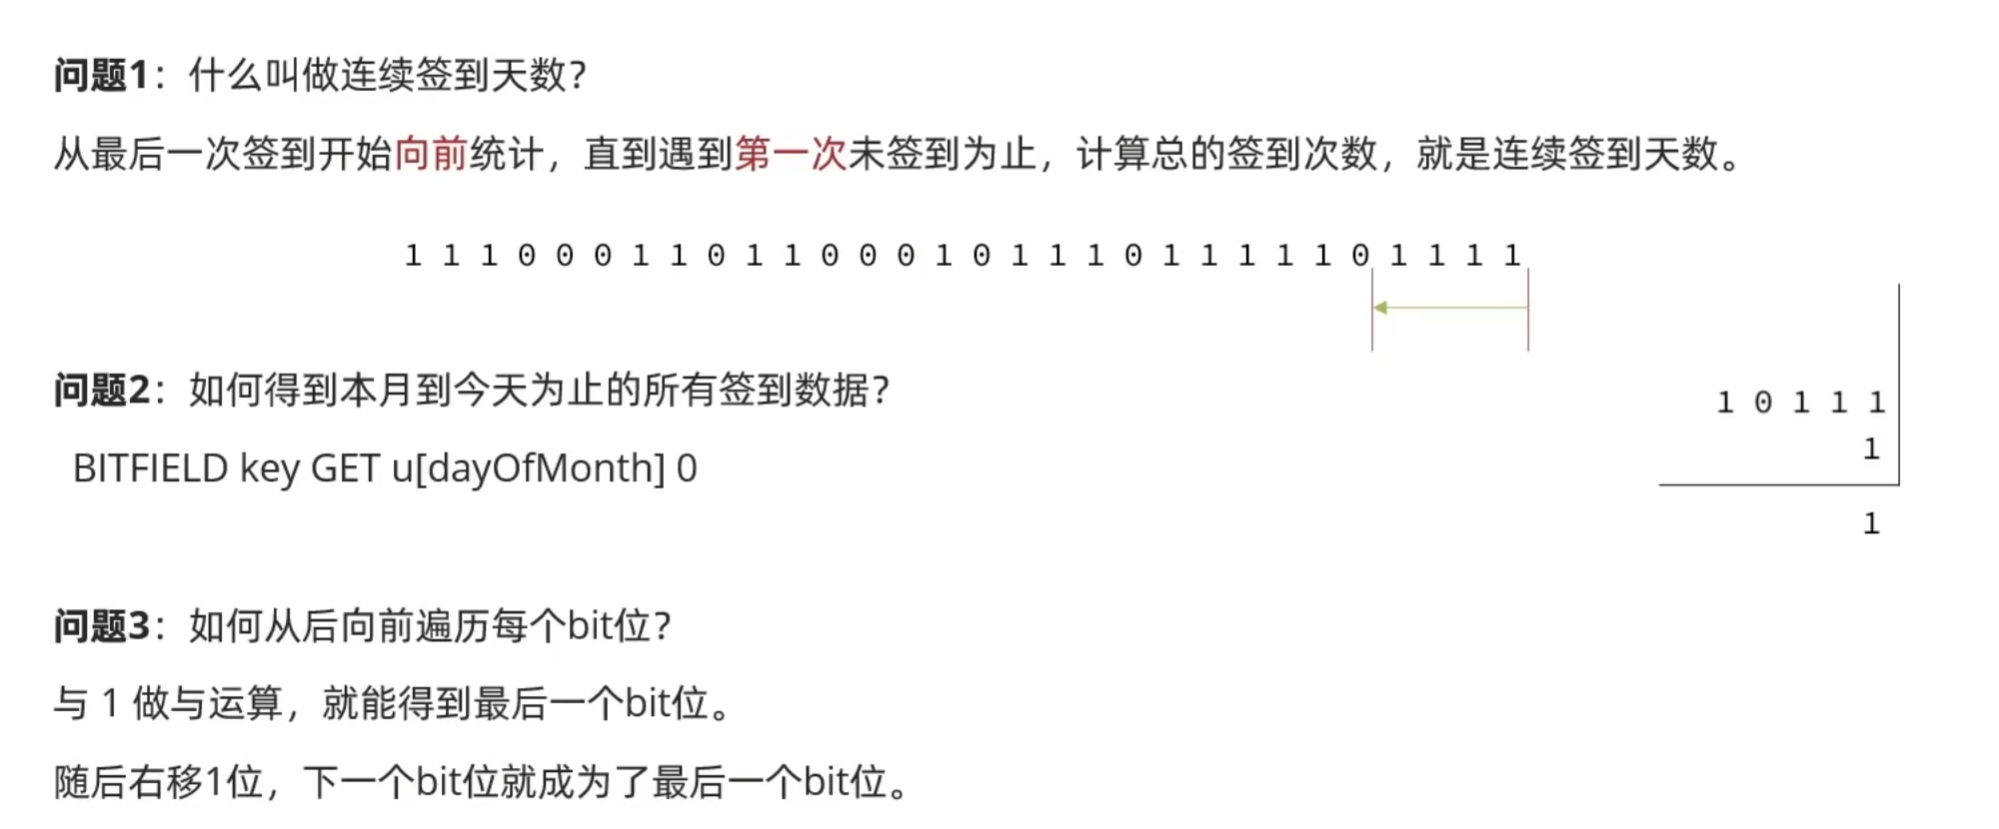 问题1：什么叫做连续签到天数？
从最后一次签到开始向前统计，直到遇到第一次未签到为止，计算总的签到次数，就是连续签到天数。
1 1 1 0 0 0 1 1 0 1 1 0 0 0 1 0 1 1 1 0 1 1 1 1 1 0 1 1 1 1
问题2：如何得到本月到今天为止的所有签到数据？
BITFIELD key GET u[dayOfMonth] 0
1 0 1 1 1
1
1
问题3：如何从后向前遍历每个bit位？
与 1 做与运算，就能得到最后一个bit位。
随后右移1位，下一个bit位就成为了最后一个bit位。